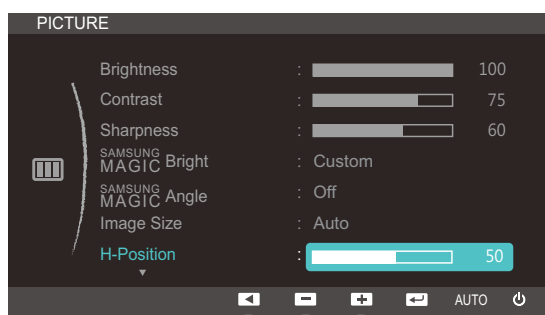 PICTURE
Brightness : 100
Contrast : 75
Sharpness : 60
SAMSUNG MAGIC Bright : Custom
SAMSUNG MAGIC Angle : Off
Image Size : Auto
H-Position : 50
AUTO